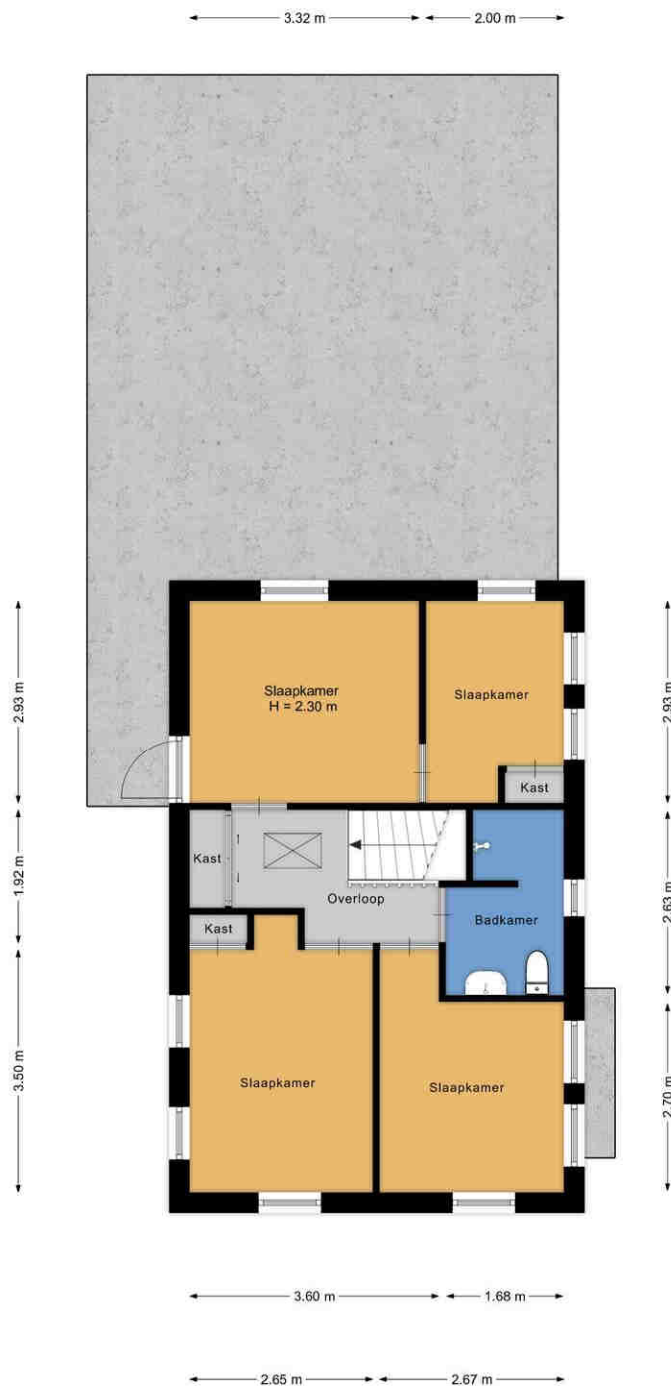 3.32 m
2.00 m
2.93 m
2.93 m
Slaapkamer
H = 2.30 m
Slaapkamer
Kast
1.92 m
2.63 m
Kast
Overloop
Kast
Badkamer
3.50 m
2.70 m
Slaapkamer
Slaapkamer
3.60 m
1.68 m
2.65 m
2.67 m